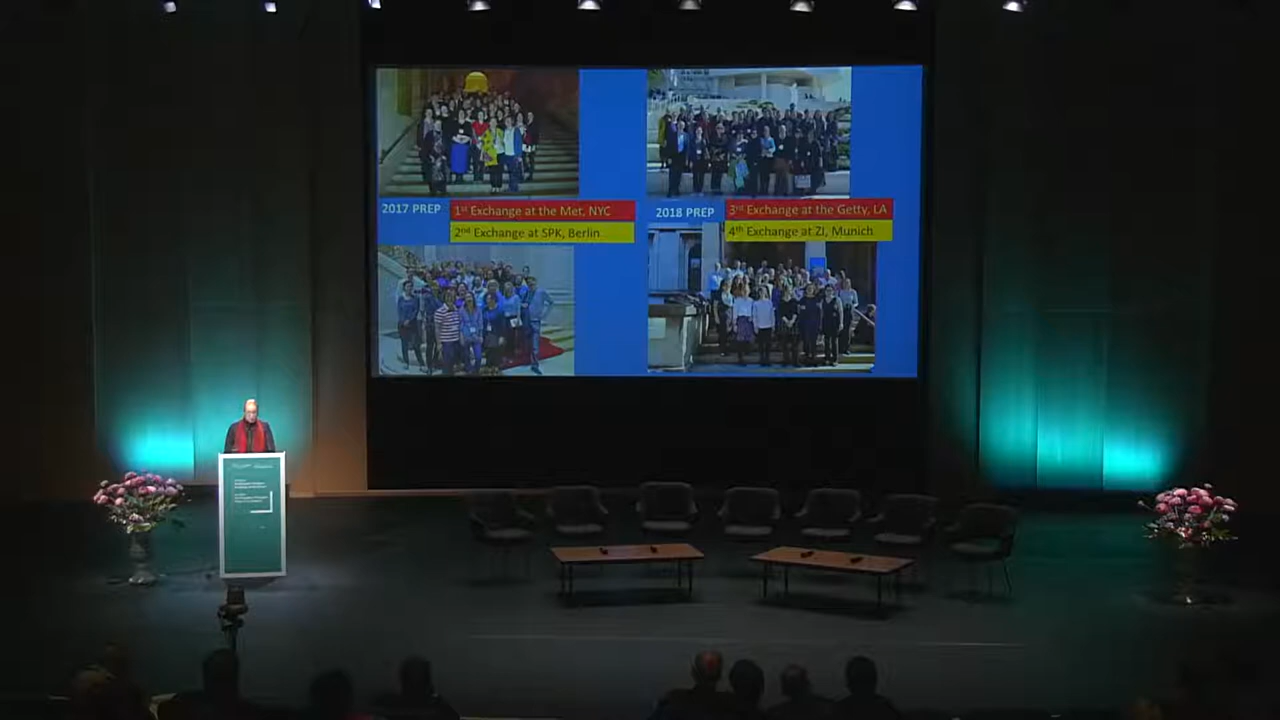 2017 PREP
1st Exchange at the Met, NYC
2nd Exchange at SPK, Berlin
2018 PREP
3rd Exchange at the Getty, LA
4th Exchange at ZI, Munich